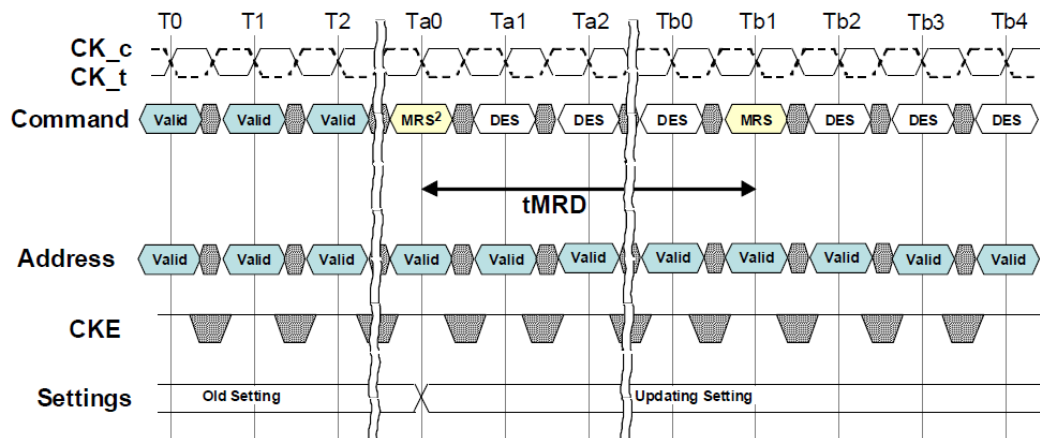 T0 T1 T2 Ta0 Ta1 Ta2 Tb0 Tb1 Tb2 Tb3 Tb4
CK_c
CK_t
Command Valid Valid Valid MRS² DES DES DES MRS DES DES DES
tMRD
Address Valid Valid Valid Valid Valid Valid Valid Valid Valid Valid Valid
CKE
Settings Old Setting Updating Setting